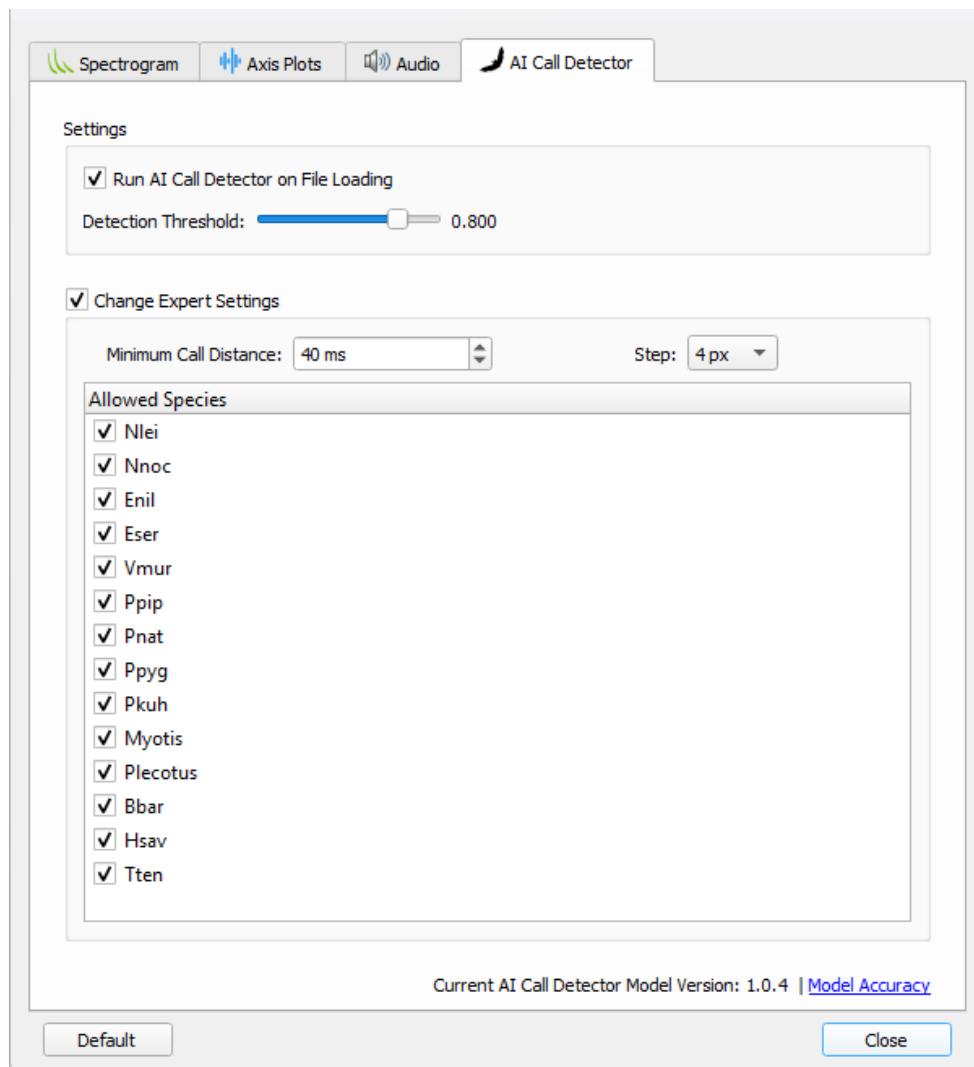 Spectrogram Axis Plots Audio AI Call Detector
Settings
Run AI Call Detector on File Loading
Detection Threshold: 0.800
Change Expert Settings
Minimum Call Distance: 40 ms Step: 4 px
Allowed Species
Nlei
Nnoc
Enil
Eser
Vmur
Ppip
Pnat
Ppyg
Pkuh
Myotis
Plecotus
Bbar
Hsav
Tten
Current AI Call Detector Model Version: 1.0.4 | Model Accuracy
Default Close